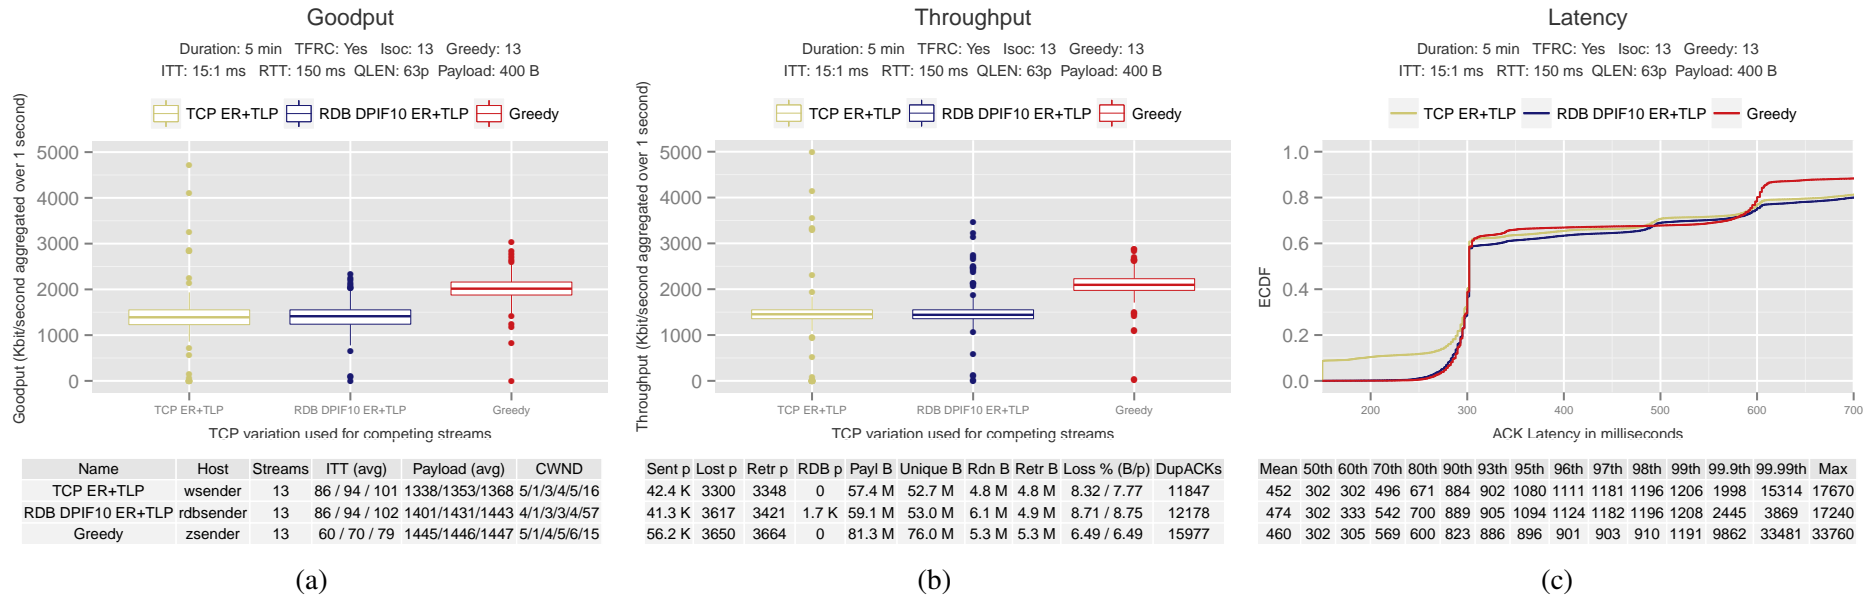 Goodput
Duration: 5 min TFRC: Yes Isoc: 13 Greedy: 13
ITT: 15:1 ms RTT: 150 ms QLEN: 63p Payload: 400 B
TCP ER+TLP RDB DPIF10 ER+TLP Greedy
Goodput (Kbit/second aggregated over 1 second)
5000
4000
3000
2000
1000
0
TCP ER+TLP RDB DPIF10 ER+TLP Greedy
TCP variation used for competing streams
Name Host Streams ITT (avg) Payload (avg) CWND
TCP ER+TLP wsender 13 86 / 94 / 101 1338/1353/1368 5/1/3/4/5/16
RDB DPIF10 ER+TLP rdbsender 13 86 / 94 / 102 1401/1431/1443 4/1/3/3/4/57
Greedy zsender 13 60 / 70 / 79 1445/1446/1447 5/1/4/5/6/15
(a)
Throughput
Duration: 5 min TFRC: Yes Isoc: 13 Greedy: 13
ITT: 15:1 ms RTT: 150 ms QLEN: 63p Payload: 400 B
TCP ER+TLP RDB DPIF10 ER+TLP Greedy
Throughput (Kbit/second aggregated over 1 second)
5000
4000
3000
2000
1000
0
TCP ER+TLP RDB DPIF10 ER+TLP Greedy
TCP variation used for competing streams
Sent p Lost p Retr p RDB p Payl B Unique B Rdn B Retr B Loss % (B/p) DupACKs
42.4 K 3300 3348 0 57.4 M 52.7 M 4.8 M 4.8 M 8.32 / 7.77 11847
41.3 K 3617 3421 1.7 K 59.1 M 53.0 M 6.1 M 4.9 M 8.71 / 8.75 12178
56.2 K 3650 3664 0 81.3 M 76.0 M 5.3 M 5.3 M 6.49 / 6.49 15977
(b)
Latency
Duration: 5 min TFRC: Yes Isoc: 13 Greedy: 13
ITT: 15:1 ms RTT: 150 ms QLEN: 63p Payload: 400 B
TCP ER+TLP RDB DPIF10 ER+TLP Greedy
ECDF
1.0
0.8
0.6
0.4
0.2
0.0
200 300 400 500 600 700
ACK Latency in milliseconds
Mean 50th 60th 70th 80th 90th 93th 95th 96th 97th 98th 99th 99.9th 99.99th Max
452 302 302 496 671 884 902 1080 1111 1181 1196 1206 1998 15314 17670
474 302 333 542 700 889 905 1094 1124 1182 1196 1208 2445 3869 17240
460 302 305 569 600 823 886 896 901 903 910 1191 9862 33481 33760
(c)